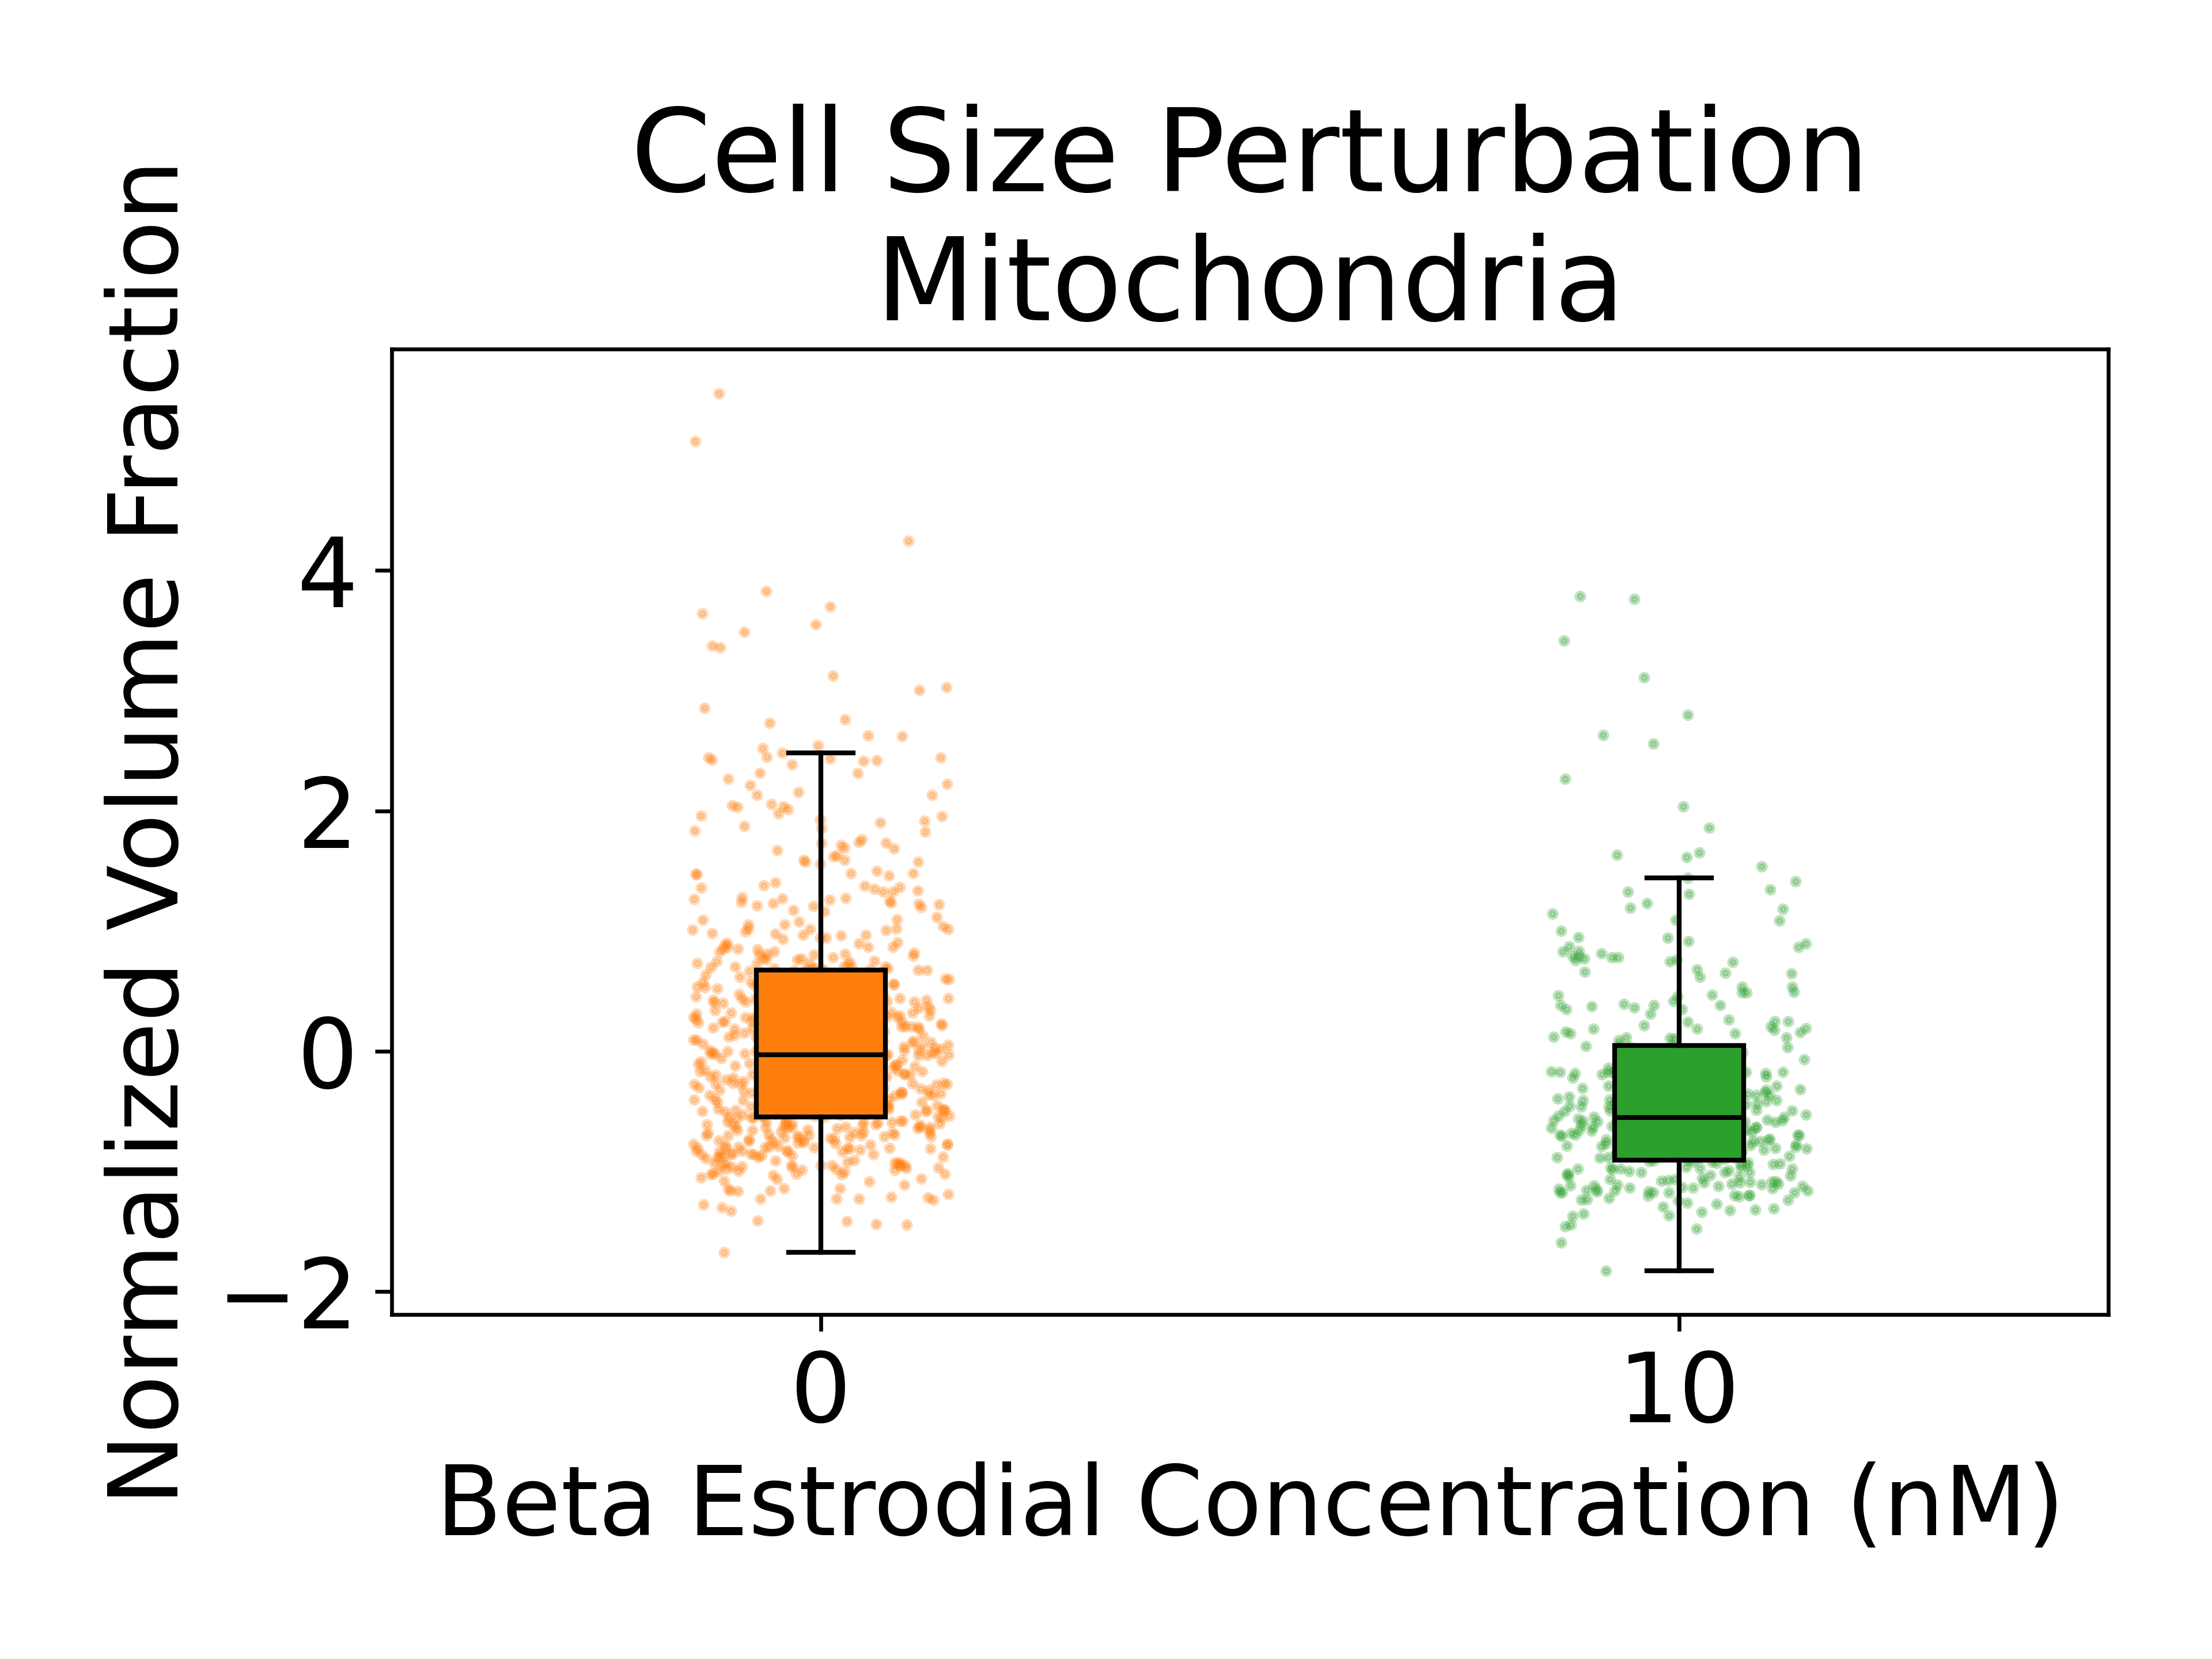 Cell Size Perturbation
Mitochondria
Normalized Volume Fraction
4
2
0
−2
0
10
Beta Estrodial Concentration (nM)